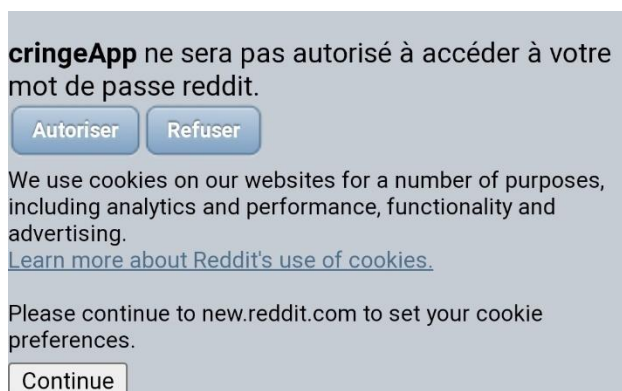 cringeApp ne sera pas autorisé à accéder à votre
mot de passe reddit.
Autoriser Refuser
We use cookies on our websites for a number of purposes,
including analytics and performance, functionality and
advertising.
Learn more about Reddit's use of cookies.
Please continue to new.reddit.com to set your cookie
preferences.
Continue